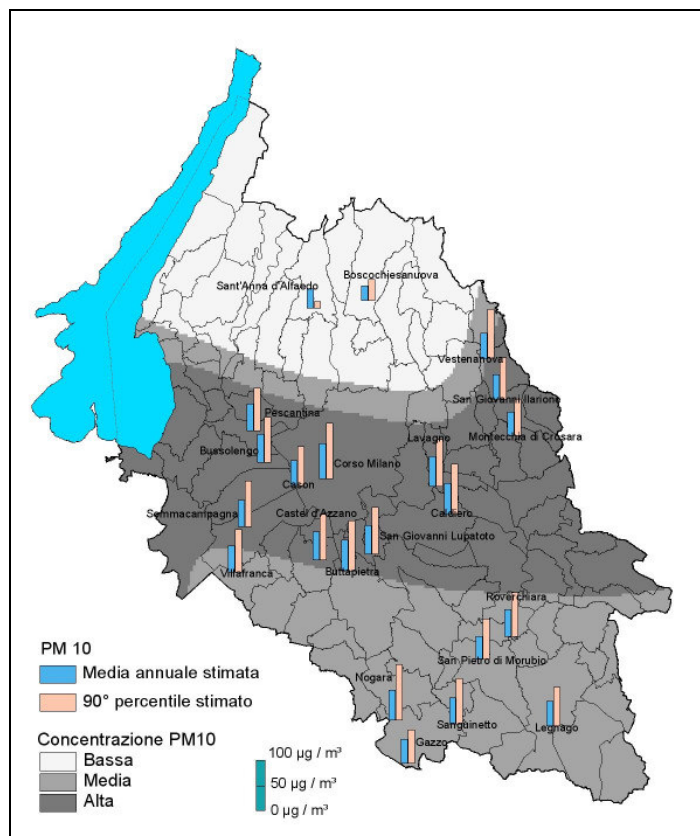 Boscochiesanuova
Sant'Anna d'Alfaedo
Vestenanova
San Giovanni Ilarione
Pescantina
Montecchia di Crosara
Lavagno
Bussolengo
Corso Milano
Cason
Caldiero
Sommacampagna
Castel d'Azzano
San Giovanni Lupatoto
Villafranca
Buttapietra
Roverchiara
San Pietro di Morubio
Nogara
Sanguinetto
Legnago
Gazzo
PM 10
Media annuale stimata
90° percentile stimato
Concentrazione PM10
Bassa
Media
Alta
100 µg / m³
50 µg / m³
0 µg / m³